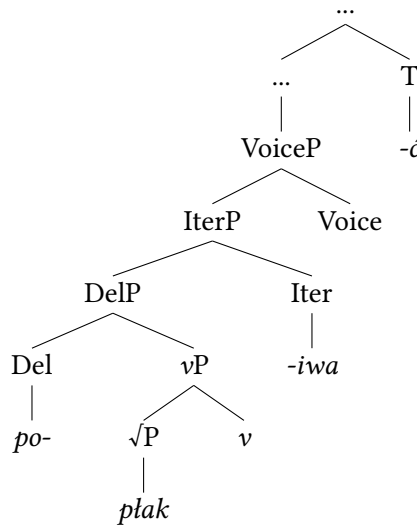 ...
... T
VoiceP
IterP Voice
DelP Iter
Del vP -iwa
po- √P v
płak